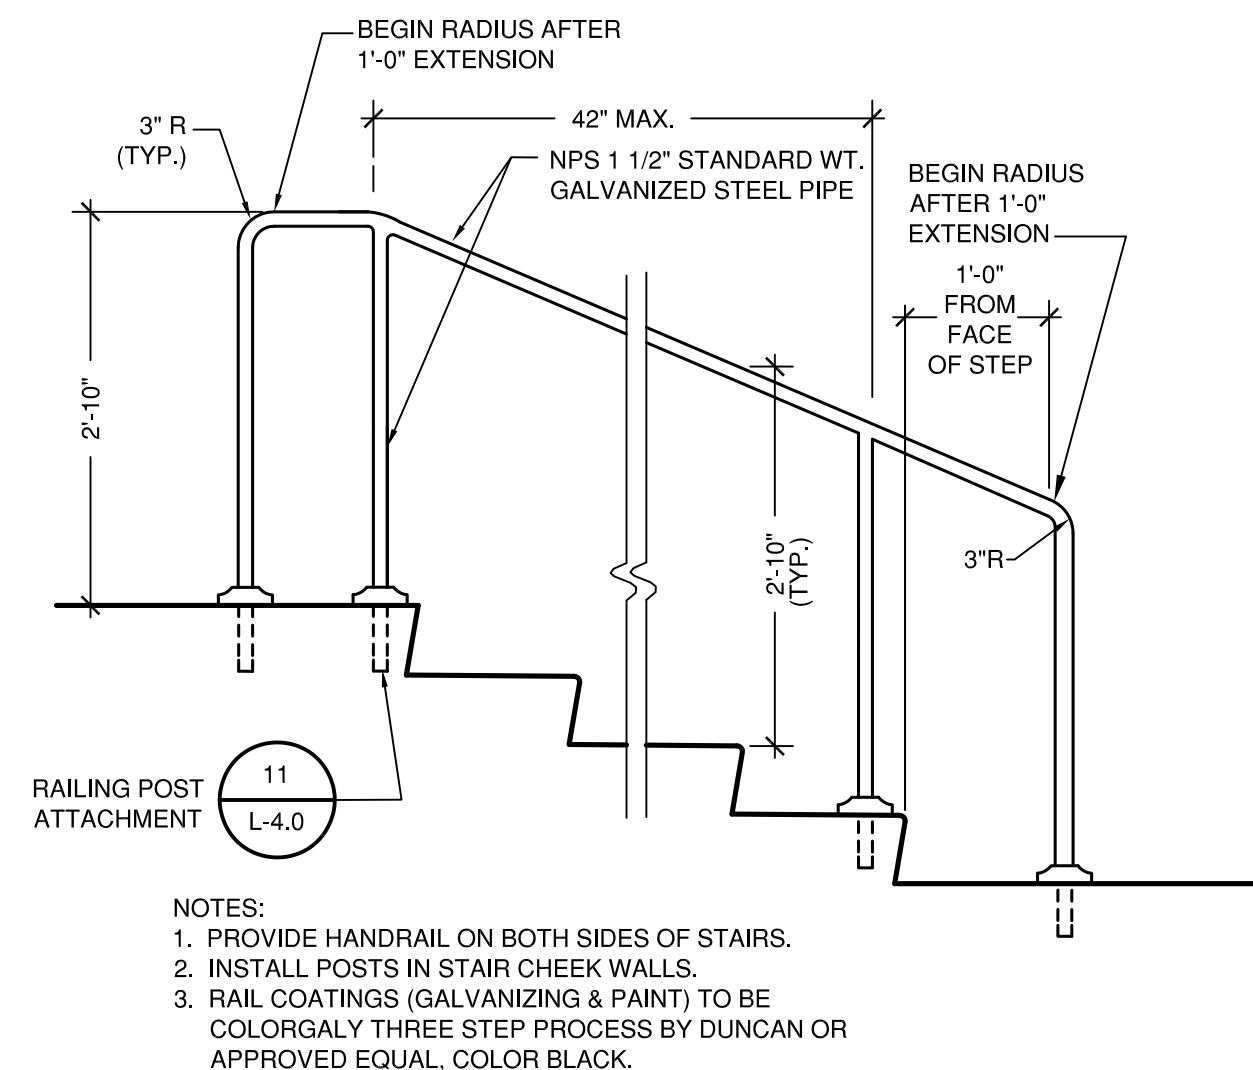 BEGIN RADIUS AFTER
1'-0" EXTENSION
3" R
(TYP.)
42" MAX.
NPS 1 1/2" STANDARD WT.
GALVANIZED STEEL PIPE
BEGIN RADIUS
AFTER 1'-0"
EXTENSION
1'-0"
FROM
FACE
OF STEP
2'-10"
2'-10"
(TYP.)
3"R
RAILING POST
ATTACHMENT
11
L-4.0
NOTES:
1. PROVIDE HANDRAIL ON BOTH SIDES OF STAIRS.
2. INSTALL POSTS IN STAIR CHEEK WALLS.
3. RAIL COATINGS (GALVANIZING & PAINT) TO BE
COLORGALY THREE STEP PROCESS BY DUNCAN OR
APPROVED EQUAL, COLOR BLACK.